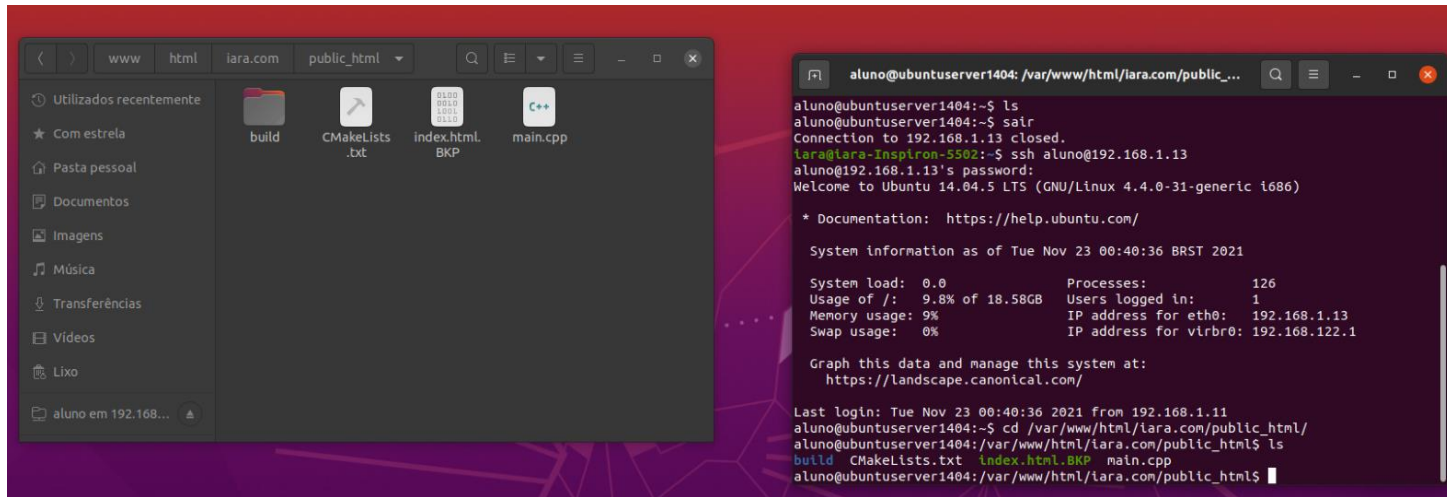 www html iara.com public_html
Utilizados recentemente
Com estrela
Pasta pessoal
Documentos
Imagens
Música
Transferências
Vídeos
Lixo
aluno em 192.168...
build
CMakeLists
.txt
index.html.
BKP
C++
main.cpp
aluno@ubuntuserver1404: /var/www/html/iara.com/public_...
aluno@ubuntuserver1404:~$ ls
aluno@ubuntuserver1404:~$ sair
Connection to 192.168.1.13 closed.
iara@iara-Inspiron-5502:~$ ssh aluno@192.168.1.13
aluno@192.168.1.13's password:
Welcome to Ubuntu 14.04.5 LTS (GNU/Linux 4.4.0-31-generic i686)
* Documentation: https://help.ubuntu.com/
System information as of Tue Nov 23 00:40:36 BRST 2021
System load: 0.0 Processes: 126
Usage of /: 9.8% of 18.58GB Users logged in: 1
Memory usage: 9% IP address for eth0: 192.168.1.13
Swap usage: 0% IP address for virbr0: 192.168.122.1
Graph this data and manage this system at:
https://landscape.canonical.com/
Last login: Tue Nov 23 00:40:36 2021 from 192.168.1.11
aluno@ubuntuserver1404:~$ cd /var/www/html/iara.com/public_html/
aluno@ubuntuserver1404:/var/www/html/iara.com/public_html$ ls
build CMakeLists.txt index.html.BKP main.cpp
aluno@ubuntuserver1404:/var/www/html/iara.com/public_html$